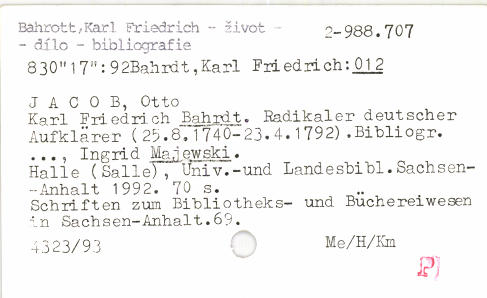 Bahrott,Karl Friedrich - život -
- dílo - bibliografie
2-988.707
830"17":92Bahrdt,Karl Friedrich:012
J A C O B, Otto
Karl Friedrich Bahrdt. Radikaler deutscher
Aufklärer (25.8.1740-23.4.1792).Bibliogr.
..., Ingrid Majewski.
Halle (Salle), Univ.-und Landesbibl.Sachsen-
-Anhalt 1992. 70 s.
Schriften zum Bibliotheks- und Büchereiwesen
in Sachsen-Anhalt.69.
4323/93
Me/H/Km
P